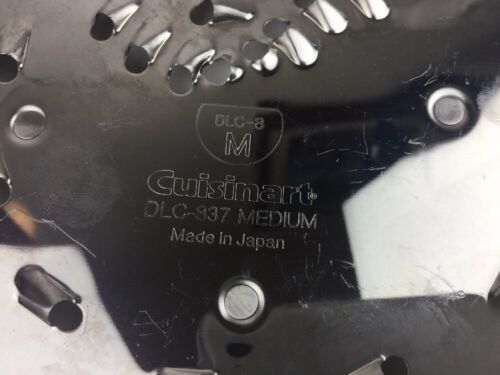 DLC-8
M
Cuisinart®
DLC-837 MEDIUM
Made in Japan